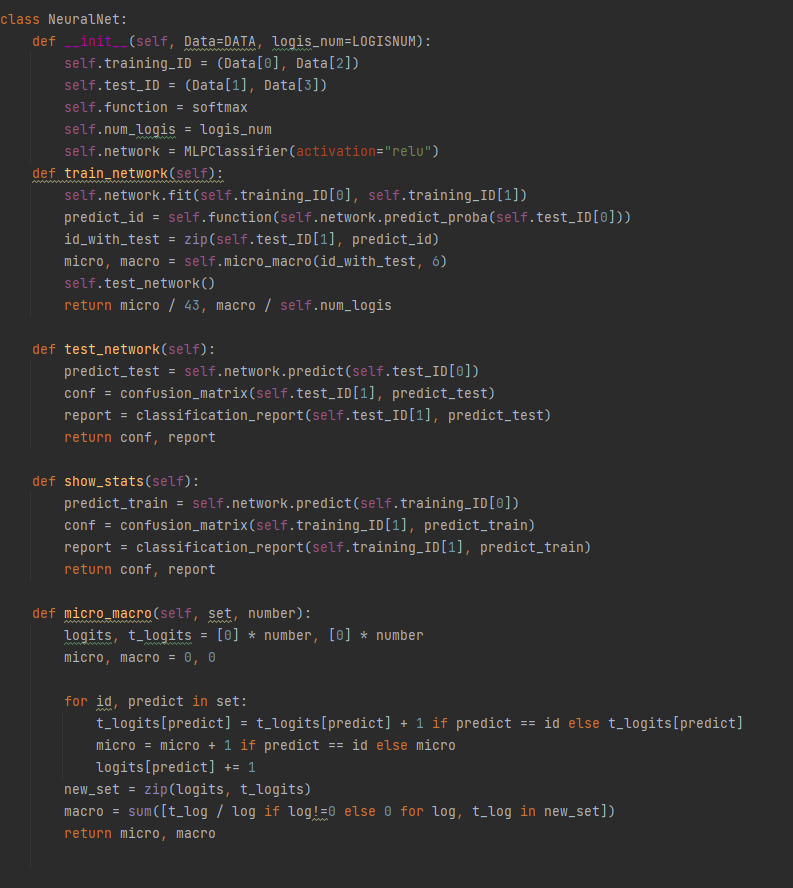 class NeuralNet:
    def __init__(self, Data=DATA, logis_num=LOGISNUM):
        self.training_ID = (Data[0], Data[2])
        self.test_ID = (Data[1], Data[3])
        self.function = softmax
        self.num_logis = logis_num
        self.network = MLPClassifier(activation="relu")
    def train_network(self):
        self.network.fit(self.training_ID[0], self.training_ID[1])
        predict_id = self.function(self.network.predict_proba(self.test_ID[0]))
        id_with_test = zip(self.test_ID[1], predict_id)
        micro, macro = self.micro_macro(id_with_test, 6)
        self.test_network()
        return micro / 43, macro / self.num_logis

    def test_network(self):
        predict_test = self.network.predict(self.test_ID[0])
        conf = confusion_matrix(self.test_ID[1], predict_test)
        report = classification_report(self.test_ID[1], predict_test)
        return conf, report

    def show_stats(self):
        predict_train = self.network.predict(self.training_ID[0])
        conf = confusion_matrix(self.training_ID[1], predict_train)
        report = classification_report(self.training_ID[1], predict_train)
        return conf, report

    def micro_macro(self, set, number):
        logits, t_logits = [0] * number, [0] * number
        micro, macro = 0, 0

        for id, predict in set:
            t_logits[predict] = t_logits[predict] + 1 if predict == id else t_logits[predict]
            micro = micro + 1 if predict == id else micro
            logits[predict] += 1
        new_set = zip(logits, t_logits)
        macro = sum([t_log / log if log!=0 else 0 for log, t_log in new_set])
        return micro, macro